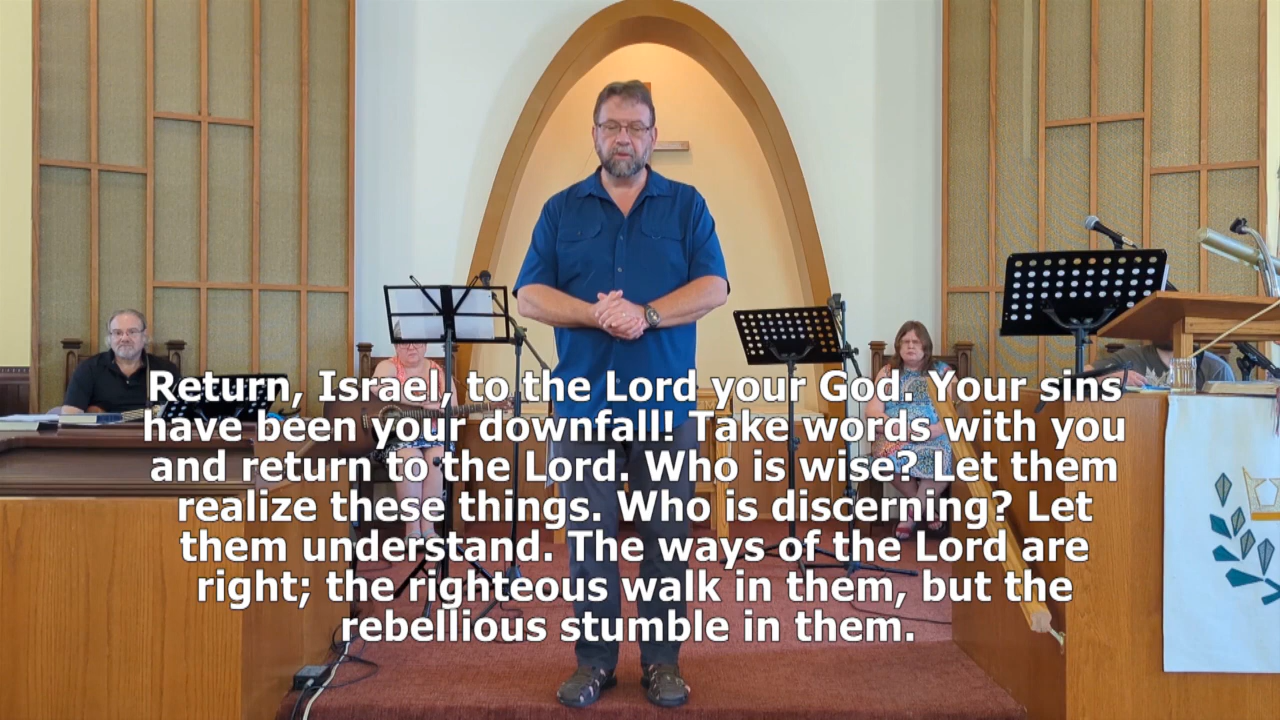 Return, Israel, to the Lord your God. Your sins
have been your downfall! Take words with you
and return to the Lord. Who is wise? Let them
realize these things. Who is discerning? Let
them understand. The ways of the Lord are
right; the righteous walk in them, but the
rebellious stumble in them.